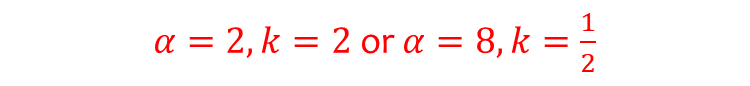 α = 2, k = 2 or α = 8, k = 1/2